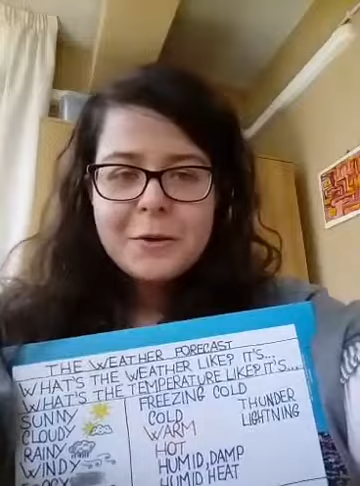 THE WEATHER FORECAST
WHAT'S THE WEATHER LIKE? IT'S...
WHAT'S THE TEMPERATURE LIKE? IT'S...
SUNNY
CLOUDY
RAINY
WINDY
FREEZING COLD
COLD
WARM
HOT
HUMID, DAMP
HUMID HEAT
THUNDER
LIGHTNING